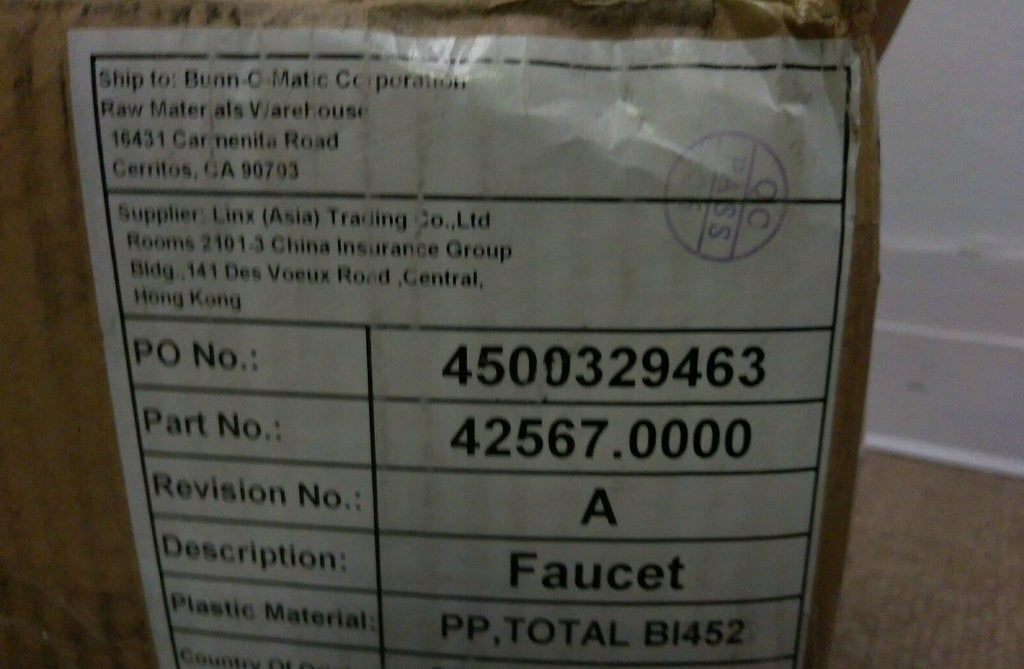 Ship to: Bunn-O-Matic Corporation
Raw Materials Warehouse
16431 Carmenita Road
Cerritos, CA 90703
QC
PASS
Supplier: Linx (Asia) Trading Co.,Ltd
Rooms 2101-3 China Insurance Group
Bldg.,141 Des Voeux Road ,Central,
Hong Kong
PO No.: 4500329463
Part No.: 42567.0000
Revision No.: A
Description: Faucet
Plastic Material: PP,TOTAL BI452
Country Of